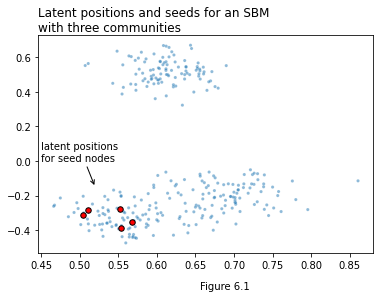 Latent positions and seeds for an SBM
with three communities
0.6
0.4
0.2
0.0
−0.2
−0.4
latent positions
for seed nodes
0.45 0.50 0.55 0.60 0.65 0.70 0.75 0.80 0.85
Figure 6.1